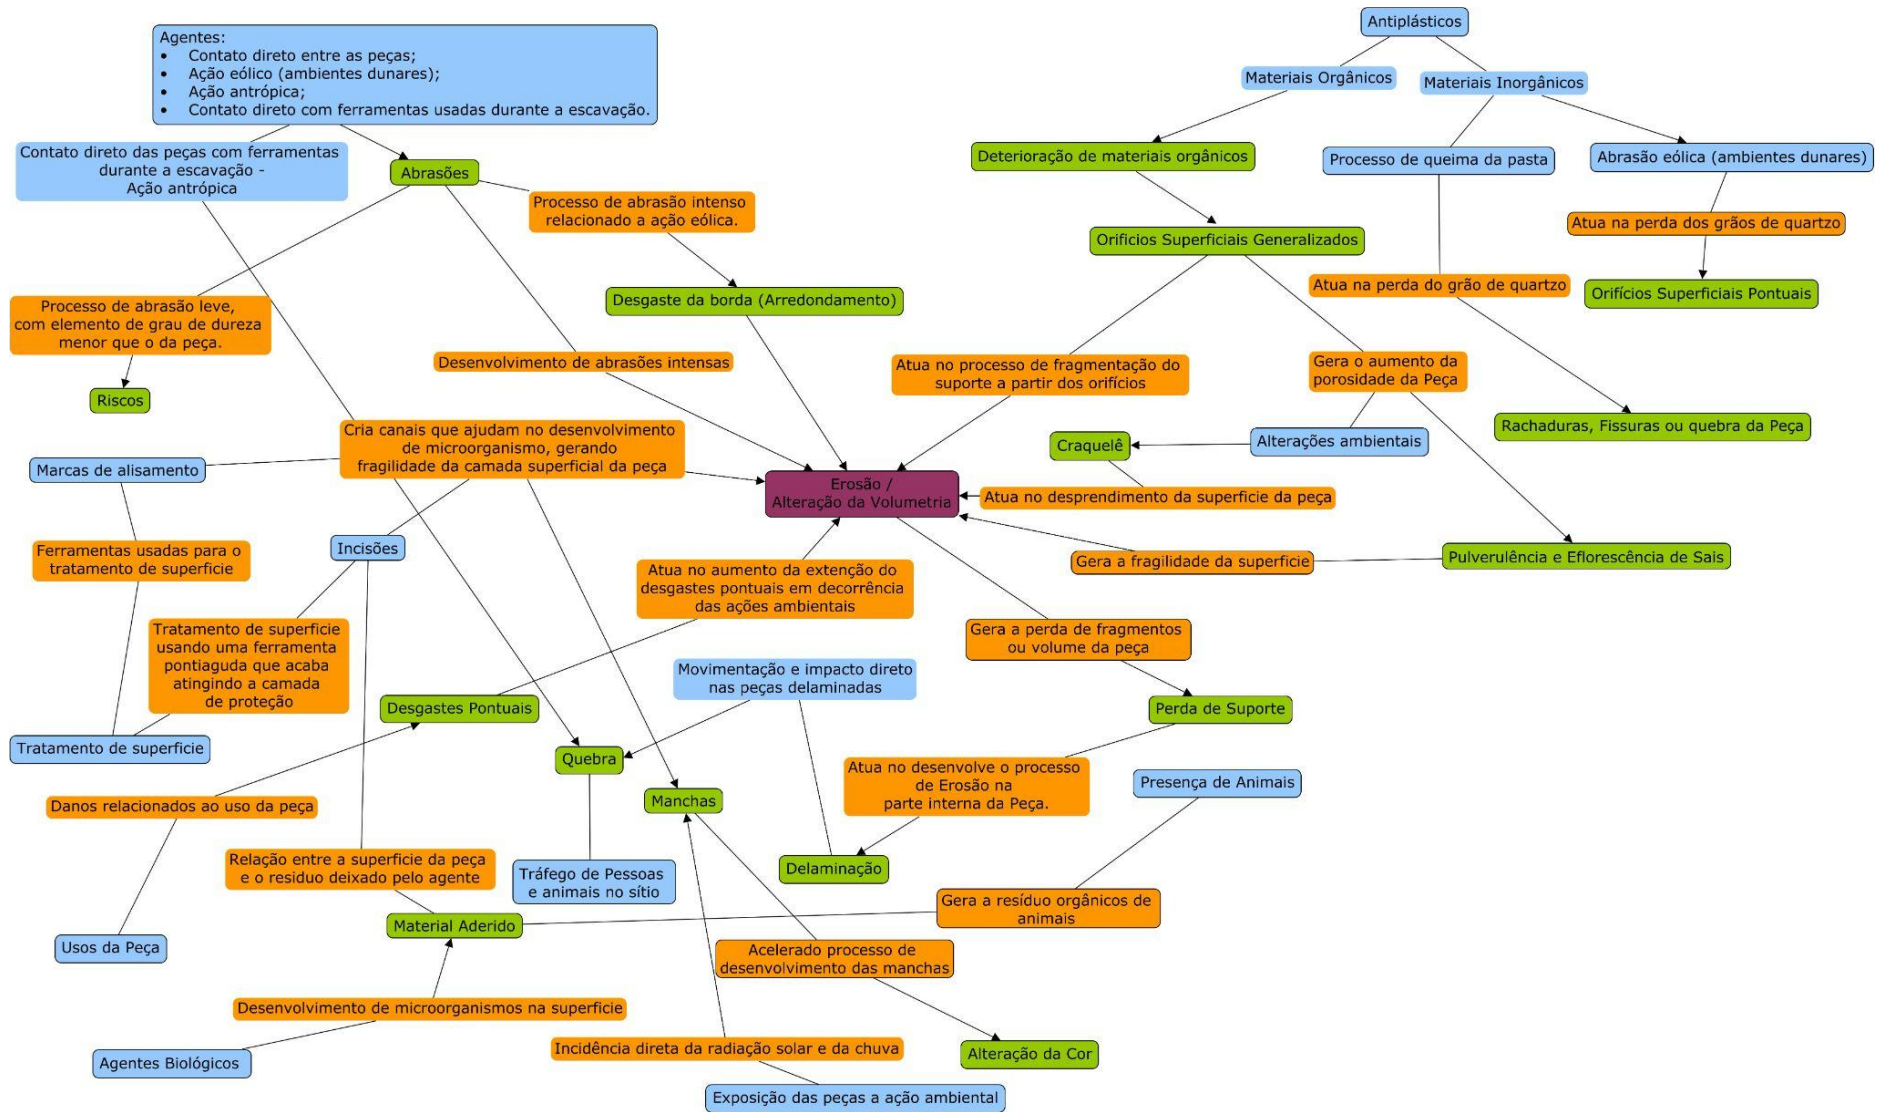 Antiplásticos
Agentes:
• Contato direto entre as peças;
• Ação eólico (ambientes dunares);
• Ação antrópica;
• Contato direto com ferramentas usadas durante a escavação.
Materiais Orgânicos
Materiais Inorgânicos
Contato direto das peças com ferramentas
durante a escavação -
Ação antrópica
Abrasões
Deterioração de materiais orgânicos
Processo de queima da pasta
Abrasão eólica (ambientes dunares)
Processo de abrasão intenso
relacionado a ação eólica.
Atua na perda dos grãos de quartzo
Orificios Superficiais Generalizados
Atua na perda do grão de quartzo
Orifícios Superficiais Pontuais
Desgaste da borda (Arredondamento)
Processo de abrasão leve,
com elemento de grau de dureza
menor que o da peça.
Desenvolvimento de abrasões intensas
Atua no processo de fragmentação do
suporte a partir dos orifícios
Gera o aumento da
porosidade da Peça
Riscos
Rachaduras, Fissuras ou quebra da Peça
Cria canais que ajudam no desenvolvimento
de microorganismo, gerando
fragilidade da camada superficial da peça
Craquelê
Alterações ambientais
Marcas de alisamento
Erosão /
Alteração da Volumetria
Atua no desprendimento da superficie da peça
Ferramentas usadas para o
tratamento de superficie
Incisões
Gera a fragilidade da superficie
Pulverulência e Eflorescência de Sais
Atua no aumento da extenção do
desgastes pontuais em decorrência
das ações ambientais
Tratamento de superficie
usando uma ferramenta
pontiaguda que acaba
atingindo a camada
de proteção
Gera a perda de fragmentos
ou volume da peça
Movimentação e impacto direto
nas peças delaminadas
Desgastes Pontuais
Perda de Suporte
Tratamento de superficie
Quebra
Atua no desenvolve o processo
de Erosão na
parte interna da Peça.
Presença de Animais
Manchas
Danos relacionados ao uso da peça
Relação entre a superficie da peça
e o residuo deixado pelo agente
Tráfego de Pessoas
e animais no sítio
Delaminação
Gera a resíduo orgânicos de
animais
Material Aderido
Usos da Peça
Acelerado processo de
desenvolvimento das manchas
Desenvolvimento de microorganismos na superficie
Agentes Biológicos
Incidência direta da radiação solar e da chuva
Alteração da Cor
Exposição das peças a ação ambiental